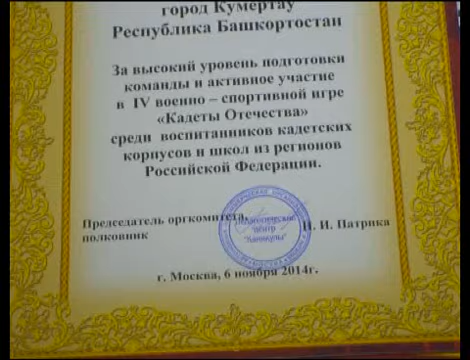 город Кумертау
Республика Башкортостан
За высокий уровень подготовки
команды и активное участие
в IV военно – спортивной игре
«Кадеты Отечества»
среди воспитанников кадетских
корпусов и школ из регионов
Российской Федерации.
Председатель оргкомитета,
полковник
И. И. Патрика
центр
г. Москва, 6 ноября 2014г.